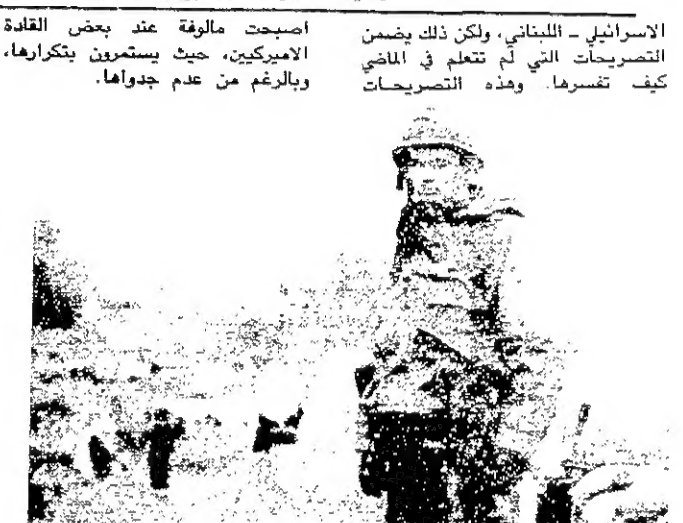 الاسرائيلي ـ اللبناني، ولكن ذلك يضمن
التصريحات التي لم تتعلم في الماضي
كيف تفسرها. وهذه التصريحات
اصبحت مالوفة عند بعض القادة
الاميركيين، حيث يستمرون بتكرارها،
وبالرغم من عدم جدواها.